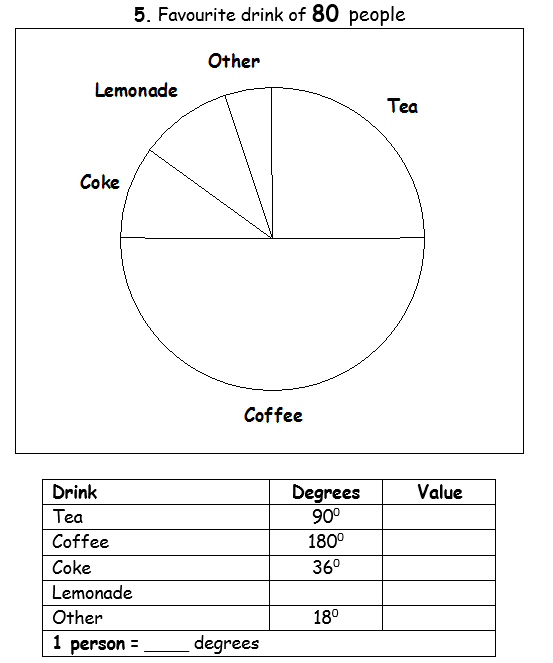 5. Favourite drink of 80 people
Other
Lemonade
Tea
Coke
Coffee
Drink Degrees Value
Tea 90⁰
Coffee 180⁰
Coke 36⁰
Lemonade
Other 18⁰
1 person = ____ degrees